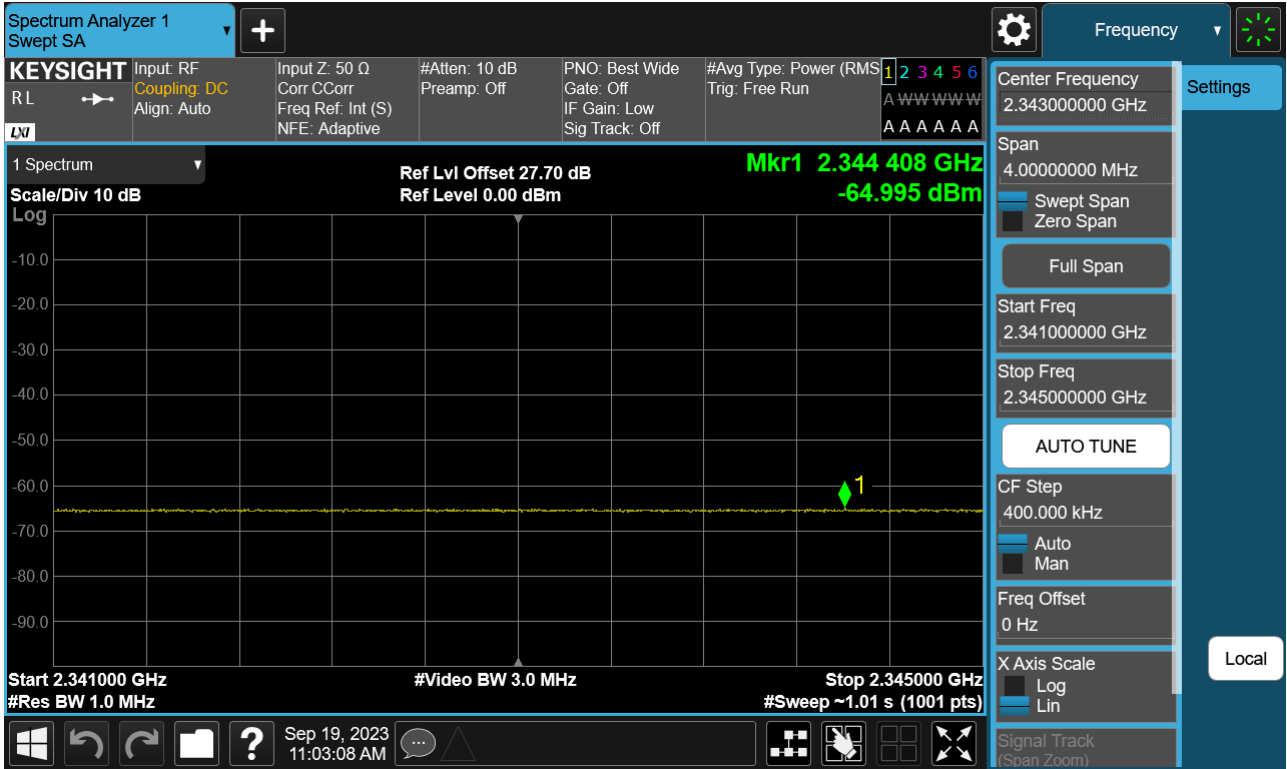 Spectrum Analyzer 1
Swept SA
Frequency
KEYSIGHT
R L
LXI
Input: RF
Coupling: DC
Align: Auto
Input Z: 50 Ω
Corr CCorr
Freq Ref: Int (S)
NFE: Adaptive
#Atten: 10 dB
Preamp: Off
PNO: Best Wide
Gate: Off
IF Gain: Low
Sig Track: Off
#Avg Type: Power (RMS
Trig: Free Run
1 2 3 4 5 6
A W W W W W
A A A A A A
1 Spectrum
Scale/Div 10 dB
Ref Lvl Offset 27.70 dB
Ref Level 0.00 dBm
Mkr1 2.344 408 GHz
-64.995 dBm
Log
-10.0
-20.0
-30.0
-40.0
-50.0
-60.0
-70.0
-80.0
-90.0
1
Start 2.341000 GHz
#Res BW 1.0 MHz
#Video BW 3.0 MHz
Stop 2.345000 GHz
#Sweep ~1.01 s (1001 pts)
Center Frequency
2.343000000 GHz
Span
4.00000000 MHz
Swept Span
Zero Span
Full Span
Start Freq
2.341000000 GHz
Stop Freq
2.345000000 GHz
AUTO TUNE
CF Step
400.000 kHz
Auto
Man
Freq Offset
0 Hz
X Axis Scale
Log
Lin
Signal Track
(Span Zoom)
Settings
Local
?
Sep 19, 2023
11:03:08 AM